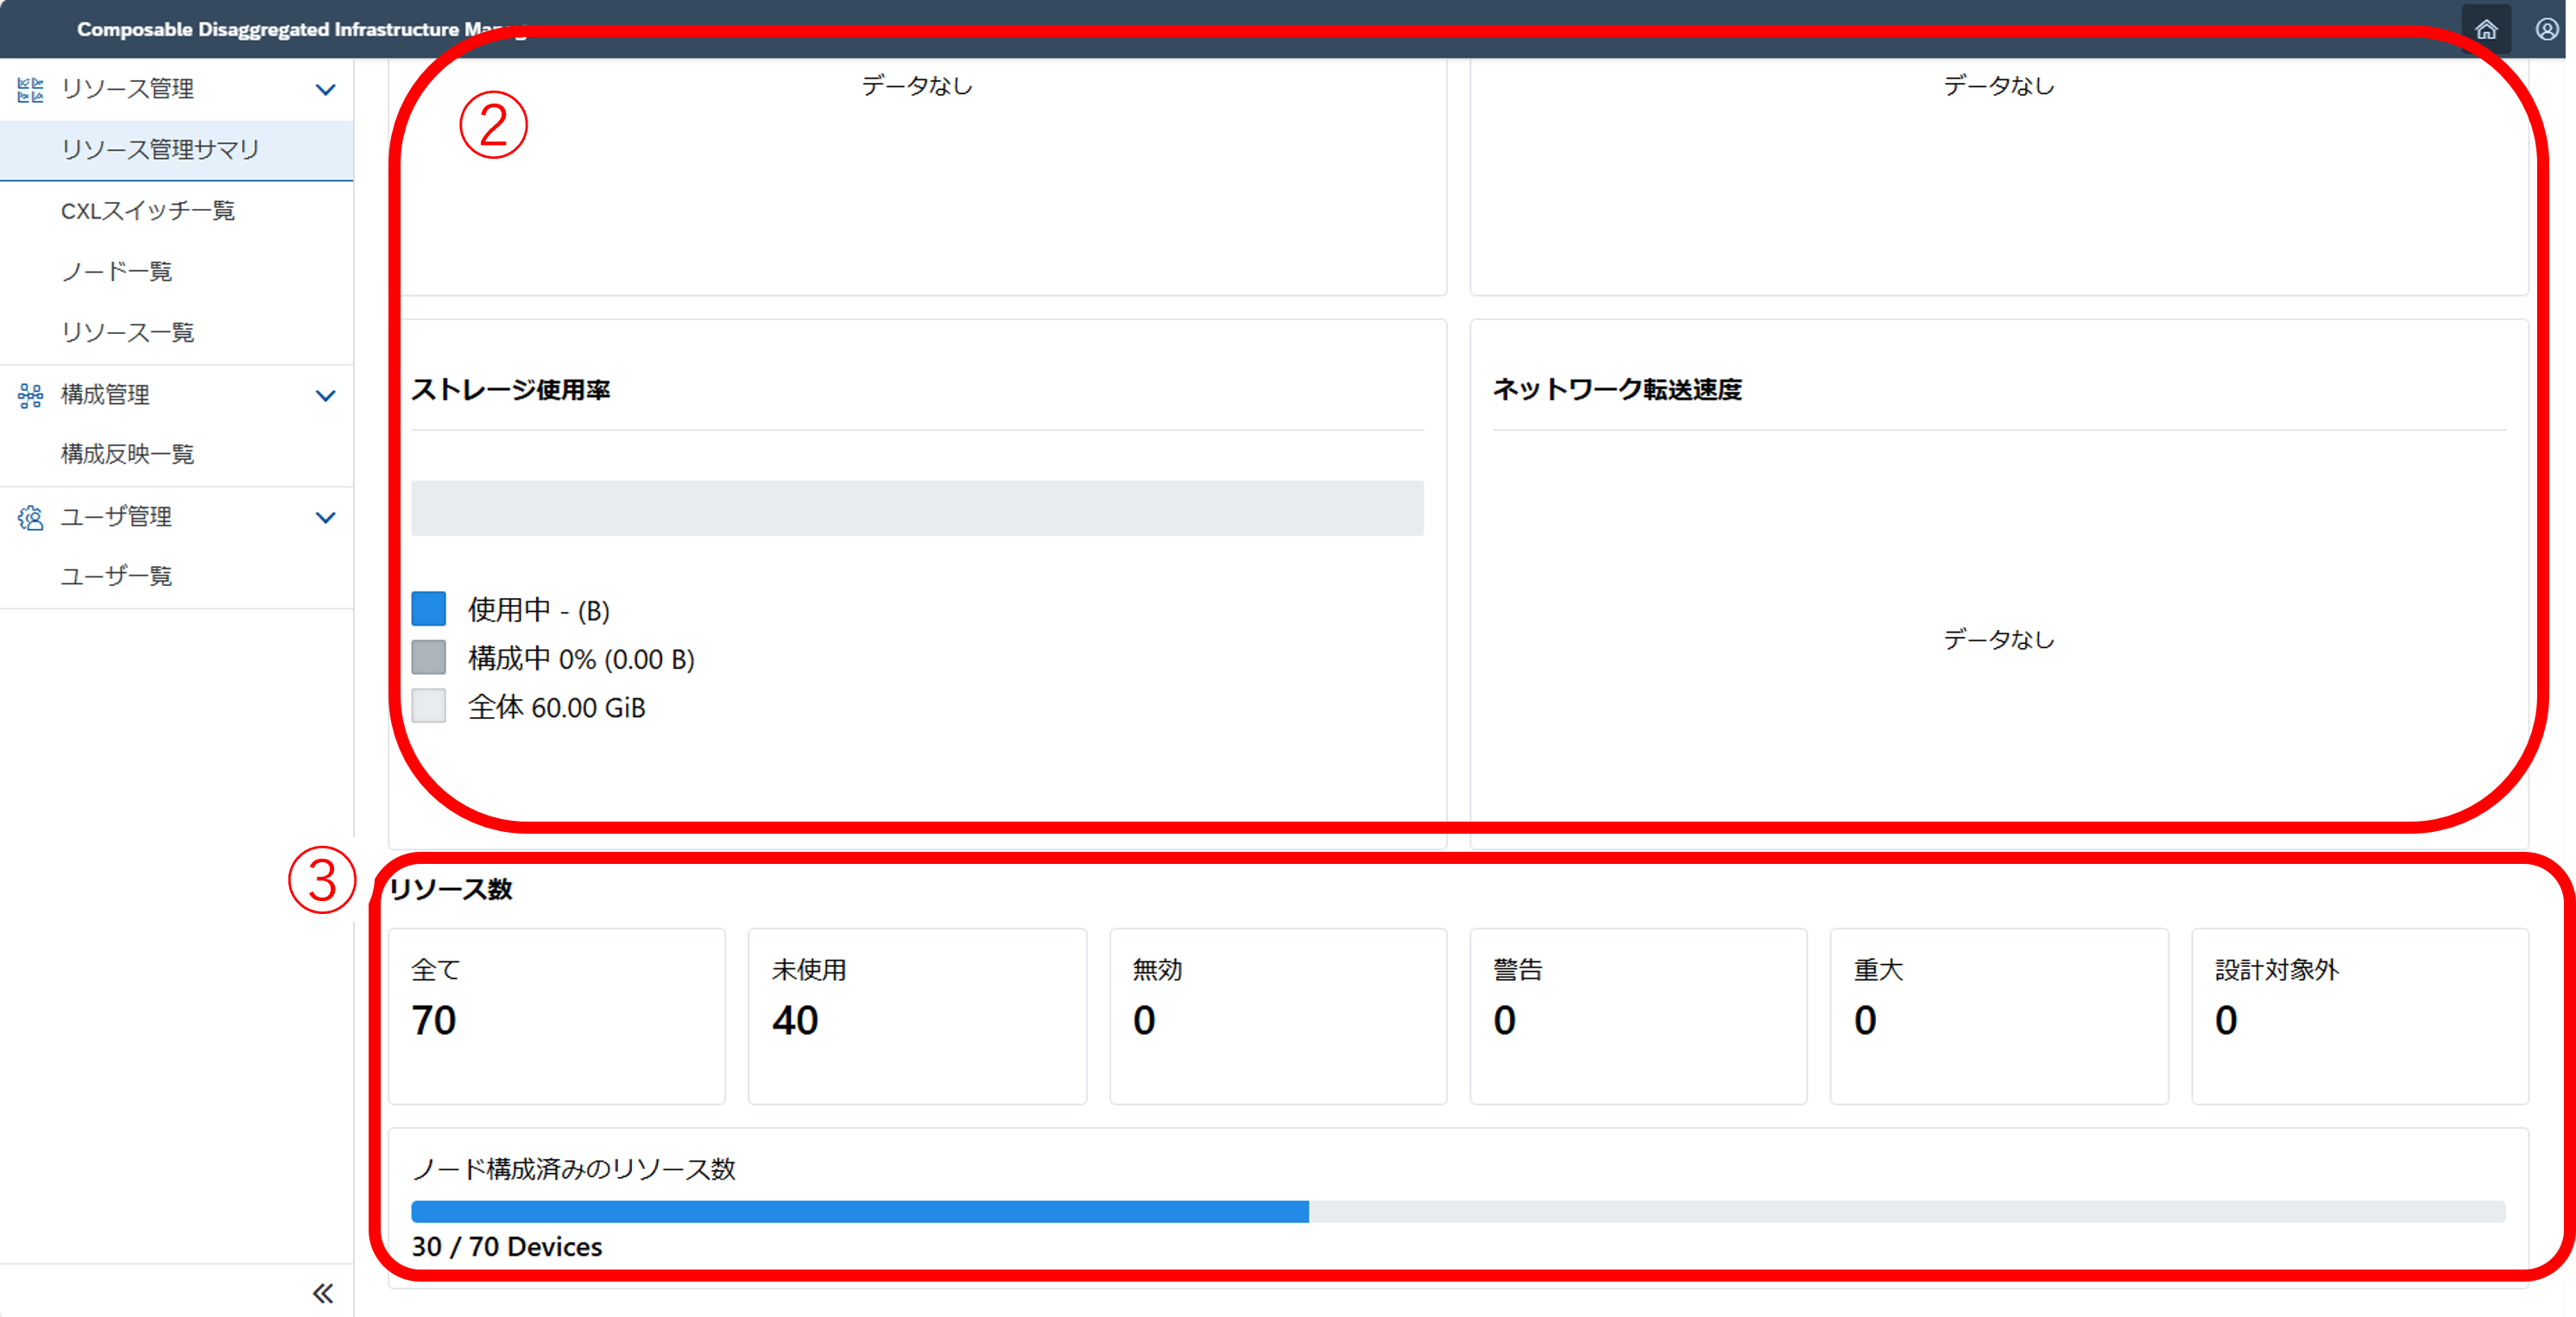 Composable Disaggregated Infrastructure
リソース管理
リソース管理サマリ
CXLスイッチ一覧
ノード一覧
リソース一覧
構成管理
構成反映一覧
ユーザ管理
ユーザ一覧
②
データなし
データなし
ストレージ使用率
使用中 - (B)
構成中 0% (0.00 B)
全体 60.00 GiB
ネットワーク転送速度
データなし
③
リソース数
全て
70
未使用
40
無効
0
警告
0
重大
0
設計対象外
0
ノード構成済みのリソース数
30 / 70 Devices